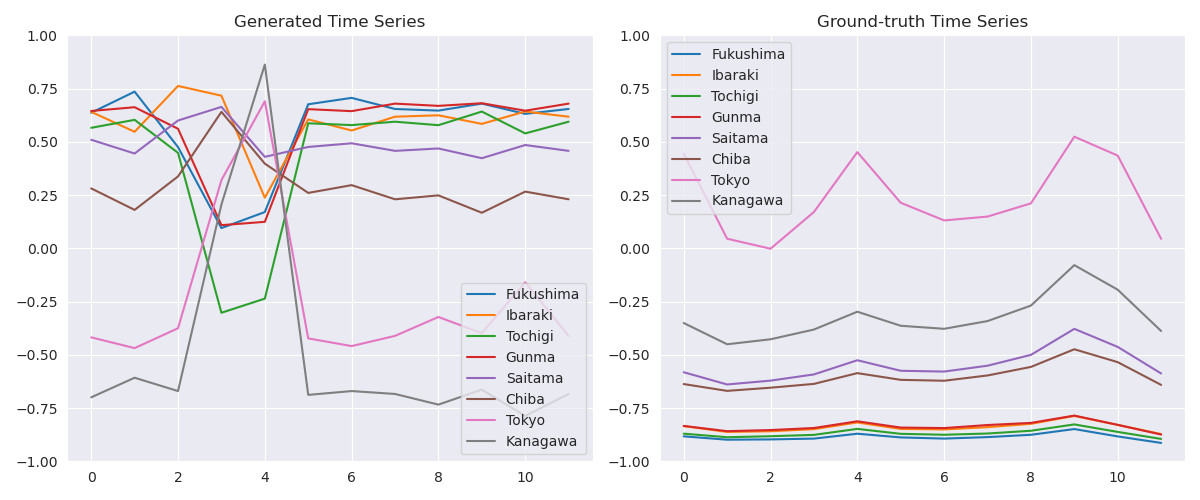 Generated Time Series
1.00
0.75
0.50
0.25
0.00
−0.25
−0.50
−0.75
−1.00
0 2 4 6 8 10
Fukushima
Ibaraki
Tochigi
Gunma
Saitama
Chiba
Tokyo
Kanagawa
Ground-truth Time Series
1.00
0.75
0.50
0.25
0.00
−0.25
−0.50
−0.75
−1.00
0 2 4 6 8 10
Fukushima
Ibaraki
Tochigi
Gunma
Saitama
Chiba
Tokyo
Kanagawa